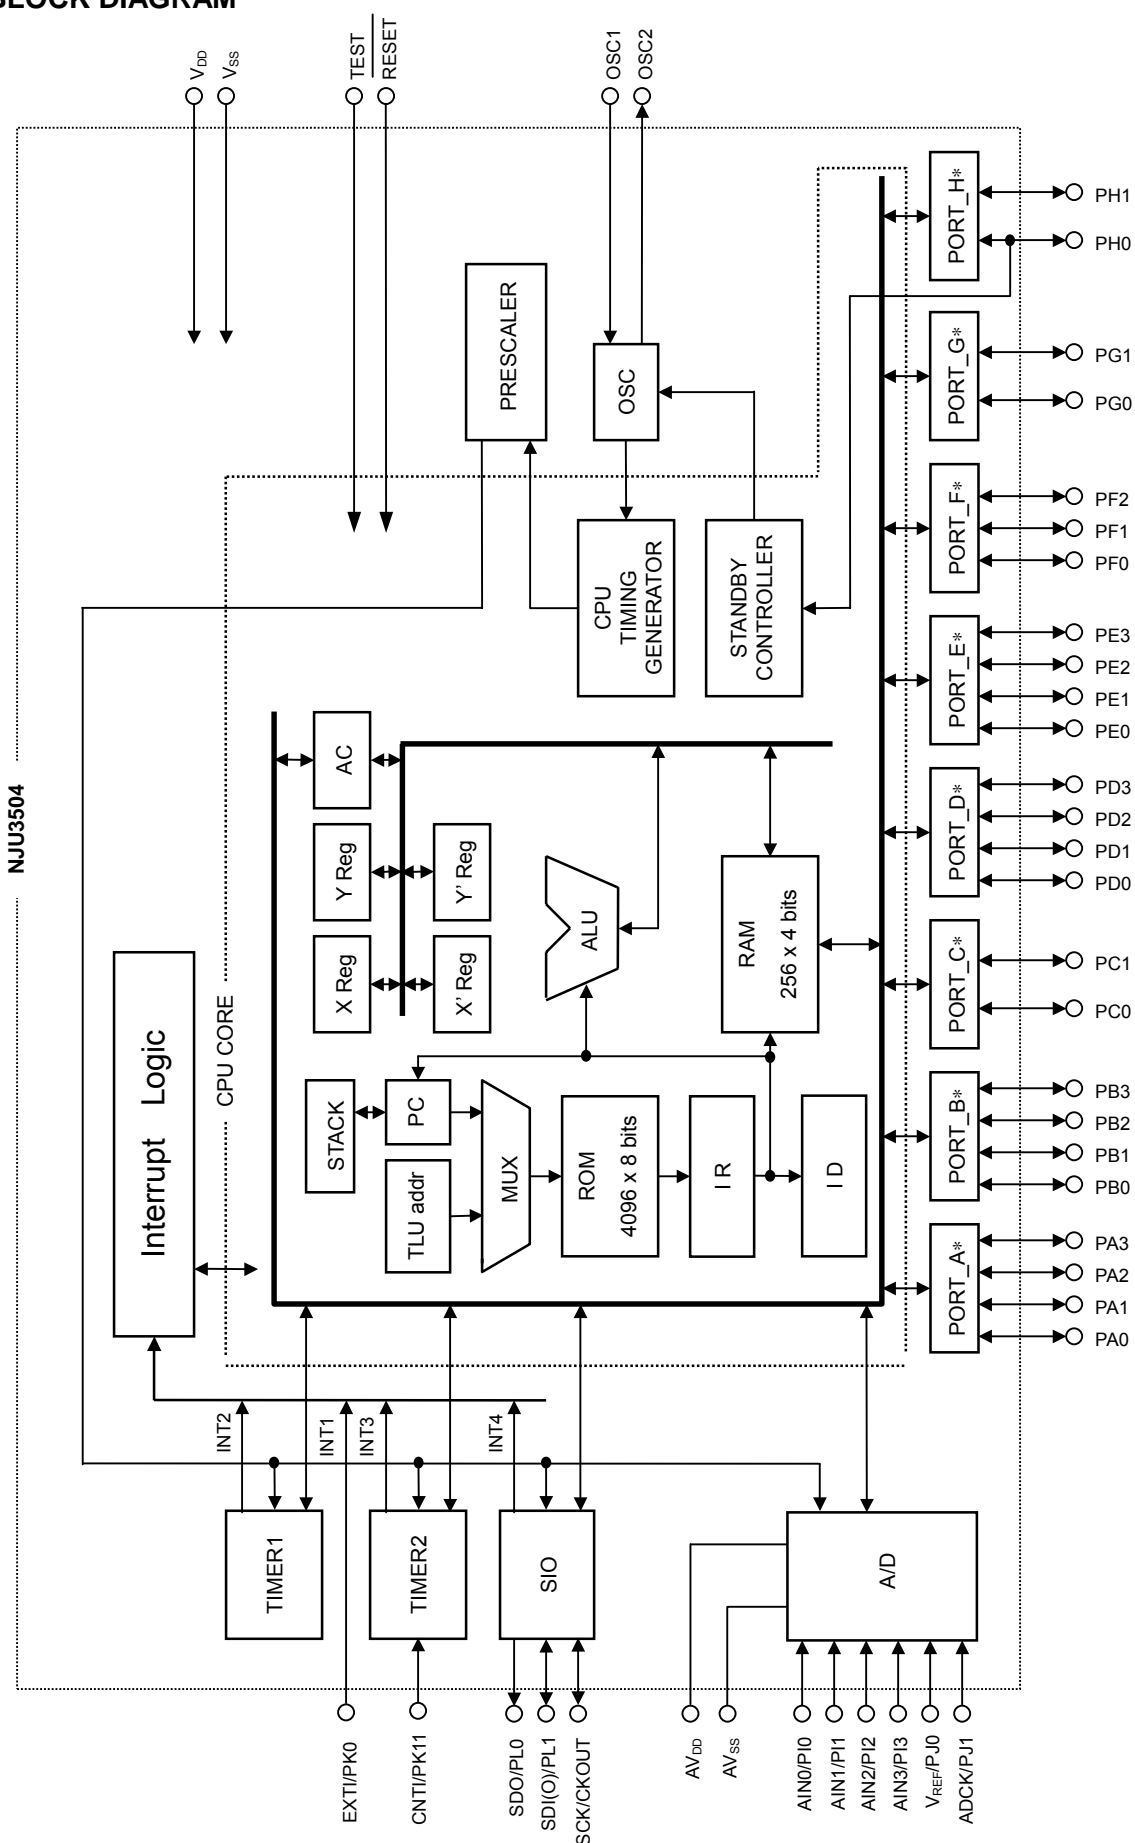 BLOCK DIAGRAM
NJU3504
VDD
VSS
TEST
RESET
OSC1
OSC2
PRESCALER
OSC
CPU
TIMING
GENERATOR
STANDBY
CONTROLLER
Interrupt Logic
CPU CORE
AC
Y Reg
Y' Reg
X Reg
X' Reg
ALU
RAM
256 x 4 bits
STACK
PC
TLU addr
MUX
ROM
4096 x 8 bits
I R
I D
PORT_H*
PH1
PH0
PORT_G*
PG1
PG0
PORT_F*
PF2
PF1
PF0
PORT_E*
PE3
PE2
PE1
PE0
PORT_D*
PD3
PD2
PD1
PD0
PORT_C*
PC1
PC0
PORT_B*
PB3
PB2
PB1
PB0
PORT_A*
PA3
PA2
PA1
PA0
INT2
INT1
INT3
INT4
TIMER1
TIMER2
SIO
A/D
EXTI/PK0
CNTI/PK11
SDO/PL0
SDI(O)/PL1
SCK/CKOUT
AVDD
AVSS
AIN0/PI0
AIN1/PI1
AIN2/PI2
AIN3/PI3
VREF/PJ0
ADCK/PJ1